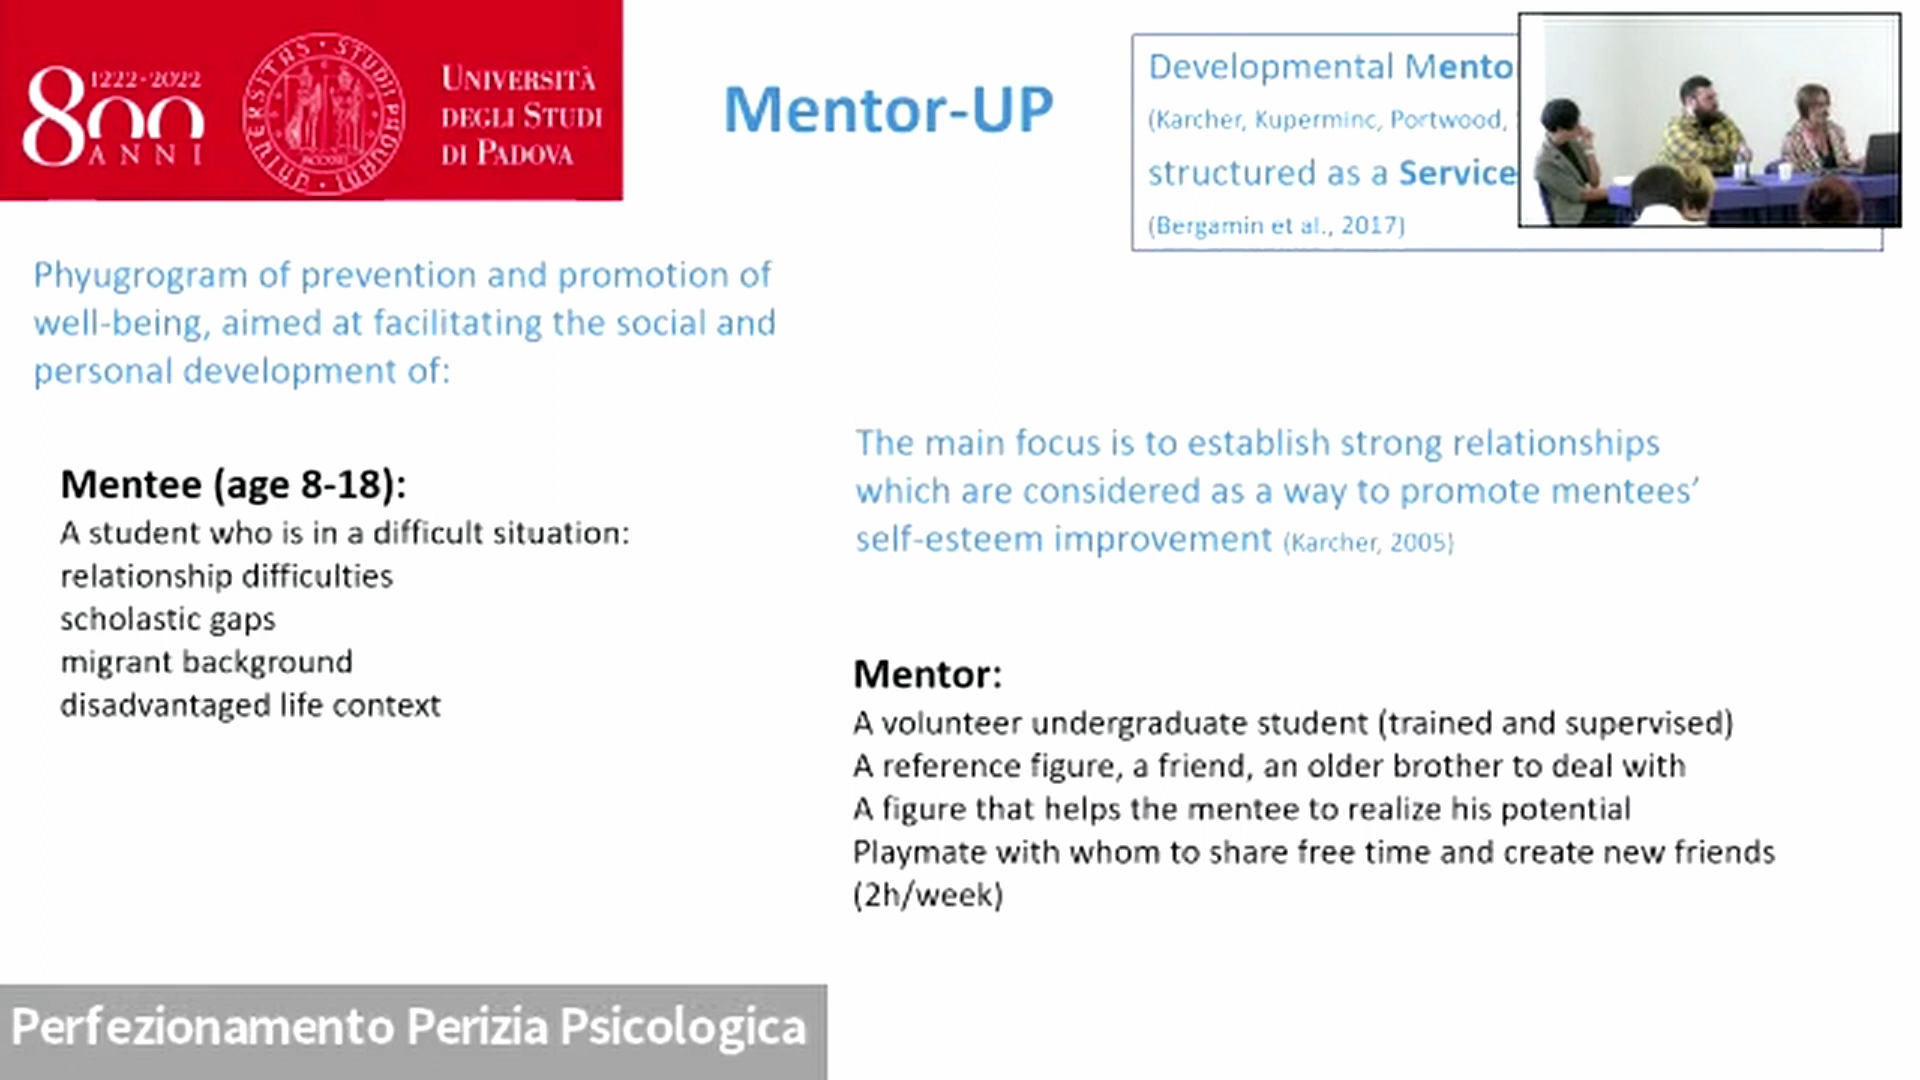 1222-2022
800
ANNI
UNIVERSITÀ
DEGLI STUDI
DI PADOVA
Mentor-UP
Developmental Mento
(Karcher, Kuperminc, Portwood,
structured as a Service
(Bergamin et al., 2017)
Phyugrogram of prevention and promotion of
well-being, aimed at facilitating the social and
personal development of:
Mentee (age 8-18):
A student who is in a difficult situation:
relationship difficulties
scholastic gaps
migrant background
disadvantaged life context
The main focus is to establish strong relationships
which are considered as a way to promote mentees’
self-esteem improvement (Karcher, 2005)
Mentor:
A volunteer undergraduate student (trained and supervised)
A reference figure, a friend, an older brother to deal with
A figure that helps the mentee to realize his potential
Playmate with whom to share free time and create new friends
(2h/week)
Perfezionamento Perizia Psicologica